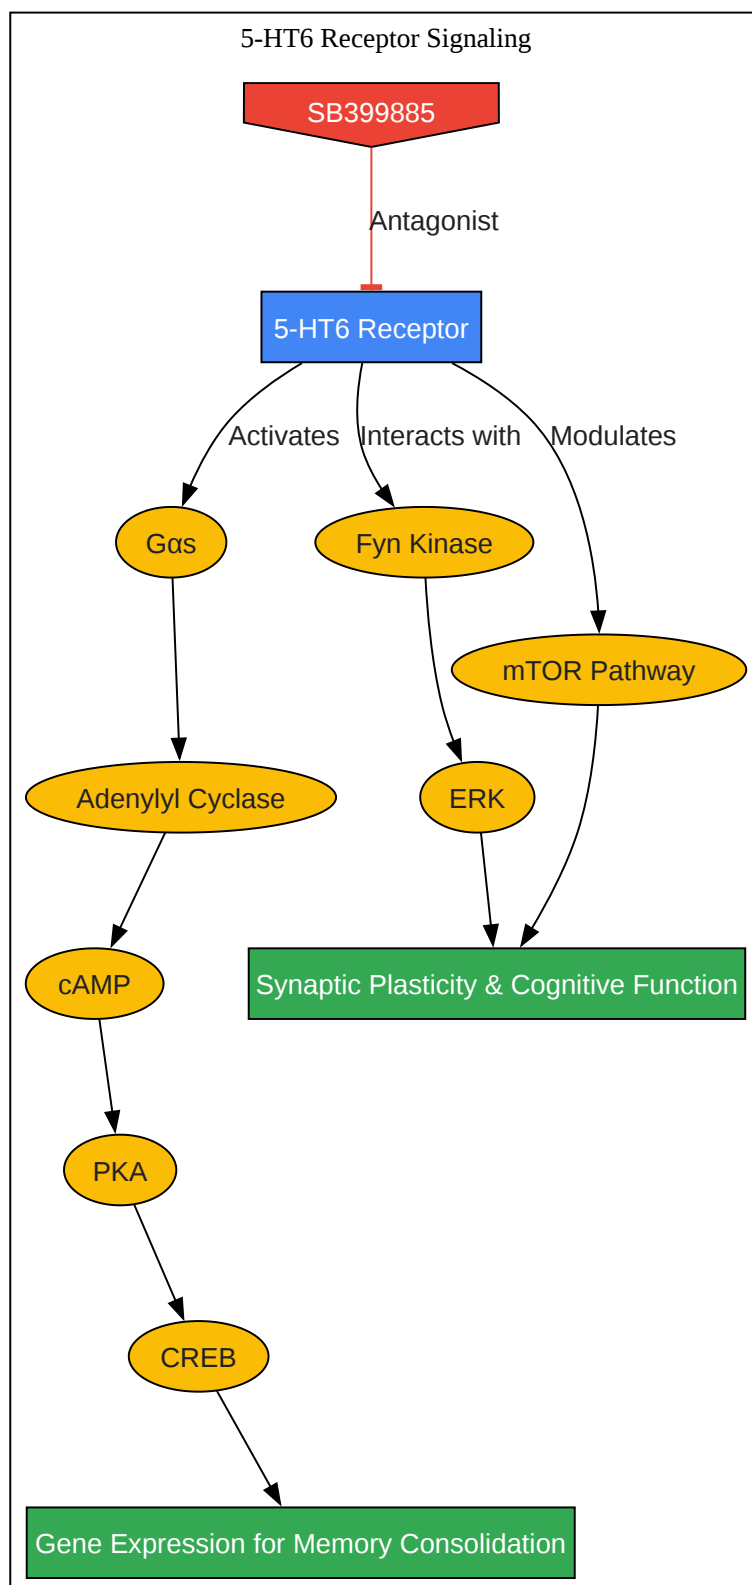 5-HT6 Receptor Signaling
SB399885
Antagonist
5-HT6 Receptor
Activates
Interacts with
Modulates
Gαs
Fyn Kinase
mTOR Pathway
Adenylyl Cyclase
ERK
cAMP
Synaptic Plasticity & Cognitive Function
PKA
CREB
Gene Expression for Memory Consolidation